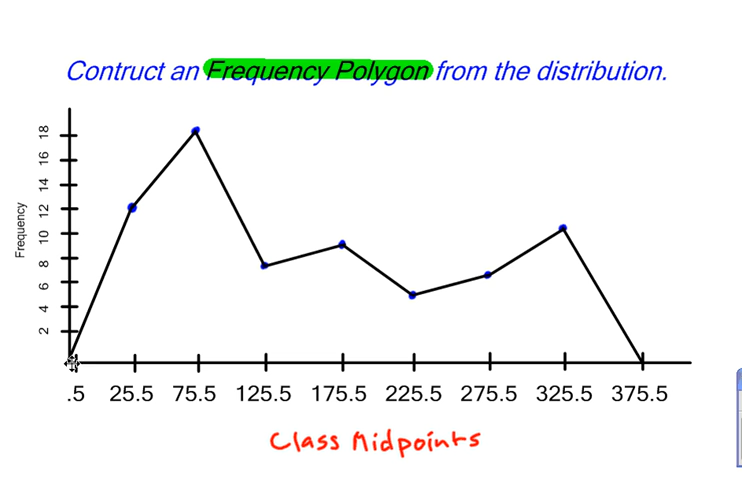 Contruct an Frequency Polygon from the distribution.
Frequency
18
16
14
12
10
8
6
4
2
.5 25.5 75.5 125.5 175.5 225.5 275.5 325.5 375.5
Class Midpoints